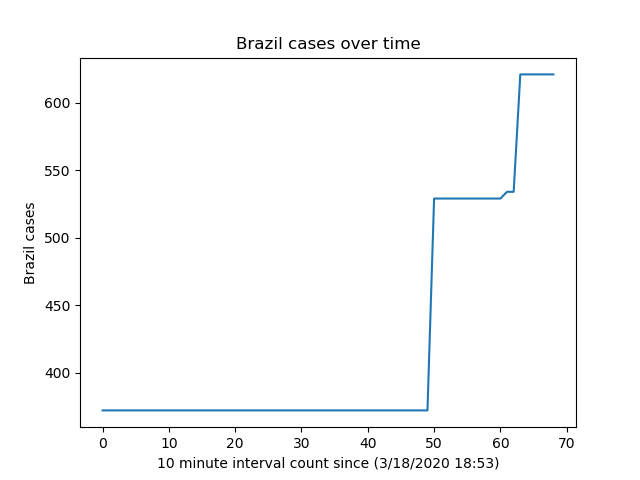 Brazil cases over time
600
550
500
450
400
Brazil cases
0 10 20 30 40 50 60 70
10 minute interval count since (3/18/2020 18:53)